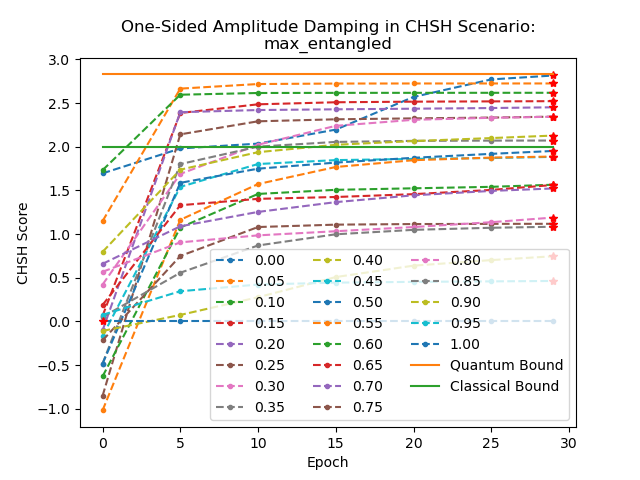 One-Sided Amplitude Damping in CHSH Scenario:
max_entangled
CHSH Score
3.0
2.5
2.0
1.5
1.0
0.5
0.0
−0.5
−1.0
0.00 0.40 0.80
0.05 0.45 0.85
0.10 0.50 0.90
0.15 0.55 0.95
0.20 0.60 1.00
0.25 0.65 Quantum Bound
0.30 0.70 Classical Bound
0.35 0.75
0 5 10 15 20 25 30
Epoch